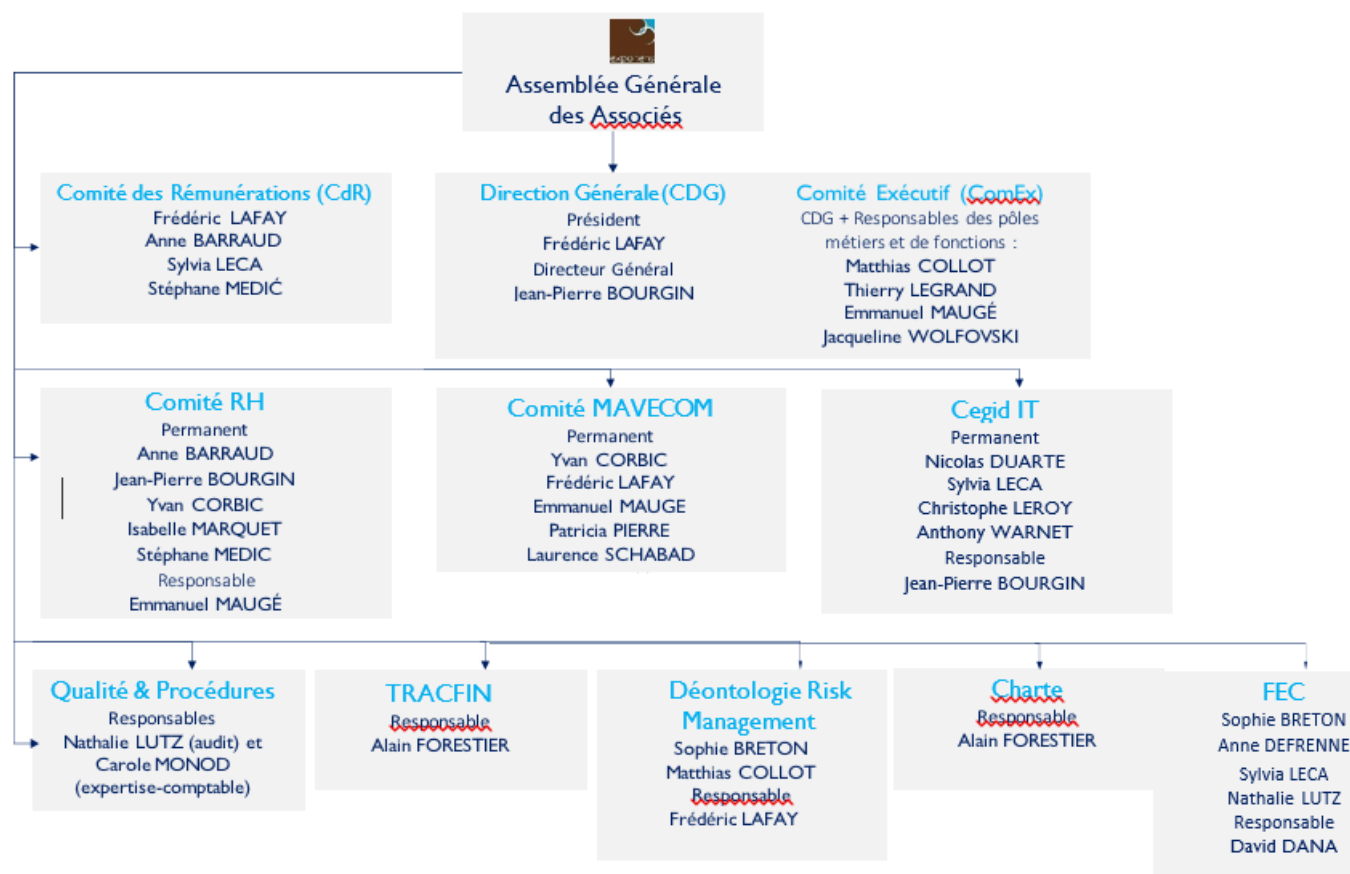 exponens
Assemblée Générale
des Associés
Comité des Rémunérations (CdR)
Frédéric LAFAY
Anne BARRAUD
Sylvia LECA
Stéphane MEDIĆ
Direction Générale(CDG)
Président
Frédéric LAFAY
Directeur Général
Jean-Pierre BOURGIN
Comité Exécutif (ComEx)
CDG + Responsables des pôles
métiers et de fonctions :
Matthias COLLOT
Thierry LEGRAND
Emmanuel MAUGÉ
Jacqueline WOLFOVSKI
Comité RH
Permanent
Anne BARRAUD
Jean-Pierre BOURGIN
Yvan CORBIC
Isabelle MARQUET
Stéphane MEDIC
Responsable
Emmanuel MAUGÉ
Comité MAVECOM
Permanent
Yvan CORBIC
Frédéric LAFAY
Emmanuel MAUGE
Patricia PIERRE
Laurence SCHABAD
Cegid IT
Permanent
Nicolas DUARTE
Sylvia LECA
Christophe LEROY
Anthony WARNET
Responsable
Jean-Pierre BOURGIN
Qualité & Procédures
Responsables
Nathalie LUTZ (audit) et
Carole MONOD
(expertise-comptable)
TRACFIN
Responsable
Alain FORESTIER
Déontologie Risk
Management
Sophie BRETON
Matthias COLLOT
Responsable
Frédéric LAFAY
Charte
Responsable
Alain FORESTIER
FEC
Sophie BRETON
Anne DEFRENNE
Sylvia LECA
Nathalie LUTZ
Responsable
David DANA